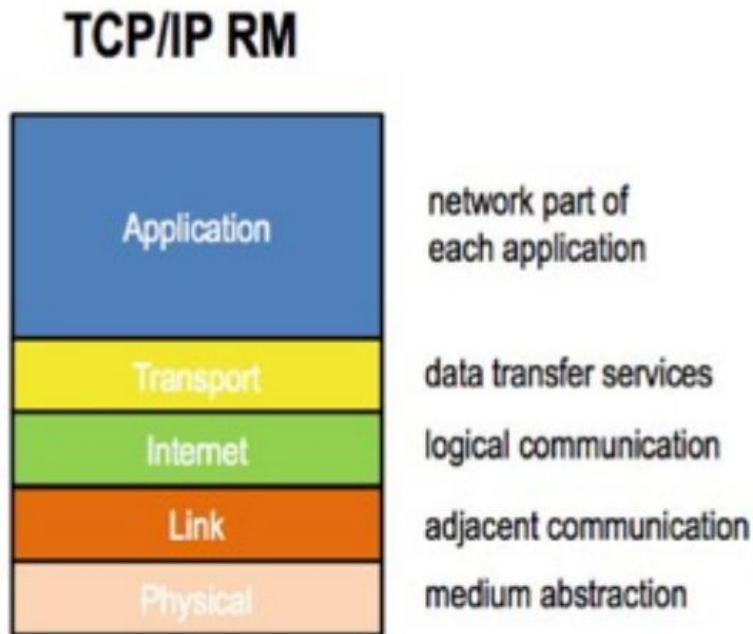 TCP/IP RM
Application
network part of
each application
Transport
data transfer services
Internet
logical communication
Link
adjacent communication
Physical
medium abstraction